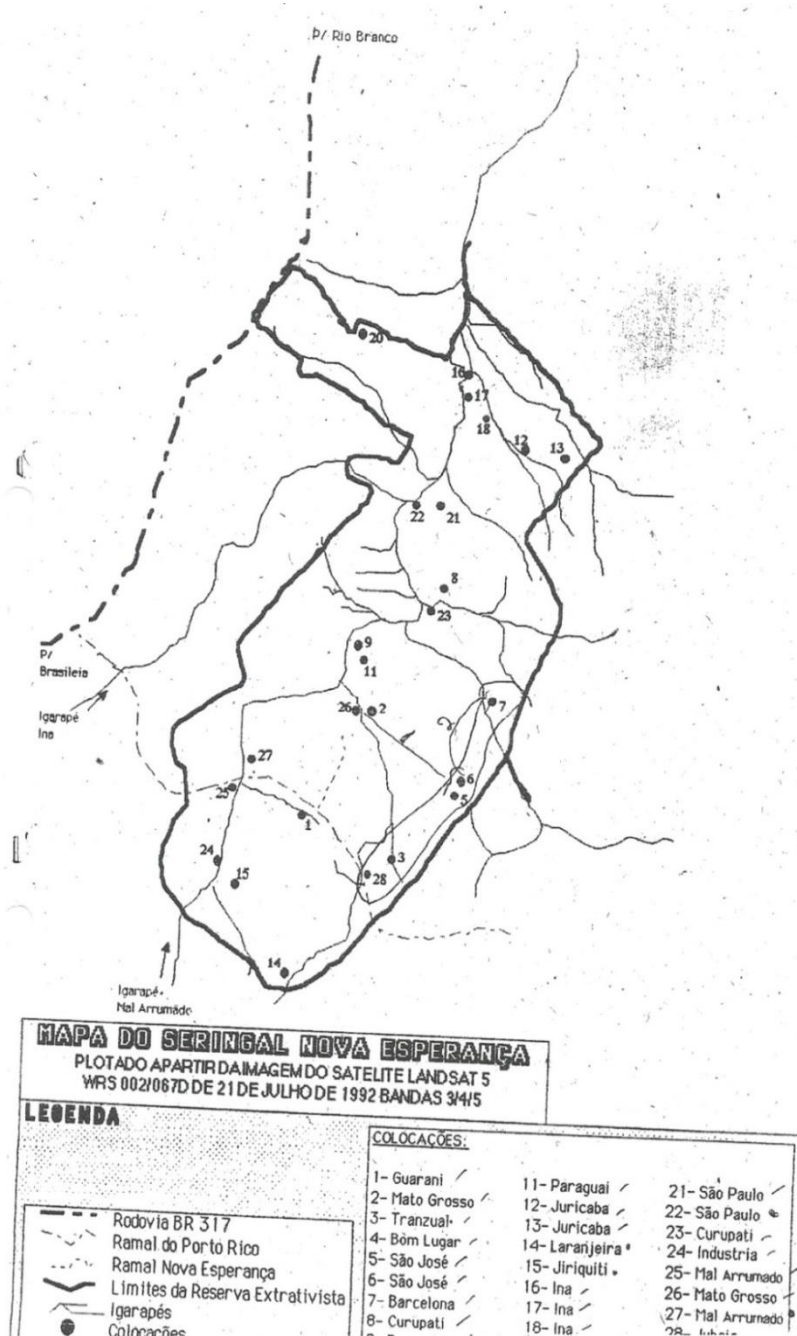 P/ Rio Branco
20
16
17
18
12
13
22
21
8
23
9
11
P/
Brasileia
Igarapé
Ina
26
2
7
27
25
6
5
1
24
3
28
15
14
Igarapé
Mal Arrumado
MAPA DO SERINGAL NOVA ESPERANÇA
PLOTADO APARTIR DA IMAGEM DO SATELITE LANDSAT 5
WRS 002/067D DE 21 DE JULHO DE 1992 BANDAS 3/4/5
LEGENDA
Rodovia BR 317
Ramal do Porto Rico
Ramal Nova Esperança
Limites da Reserva Extrativista
Igarapés
Colocações
COLOCAÇÕES:
1- Guarani
2- Mato Grosso
3- Tranzual
4- Bom Lugar
5- São José
6- São José
7- Barcelona
8- Curupati
11- Paraguai
12- Juricaba
13- Juricaba
14- Laranjeira
15- Jiriquiti
16- Ina
17- Ina
18- Ina
21- São Paulo
22- São Paulo
23- Curupati
24- Industria
25- Mal Arrumado
26- Mato Grosso
27- Mal Arrumado
28-